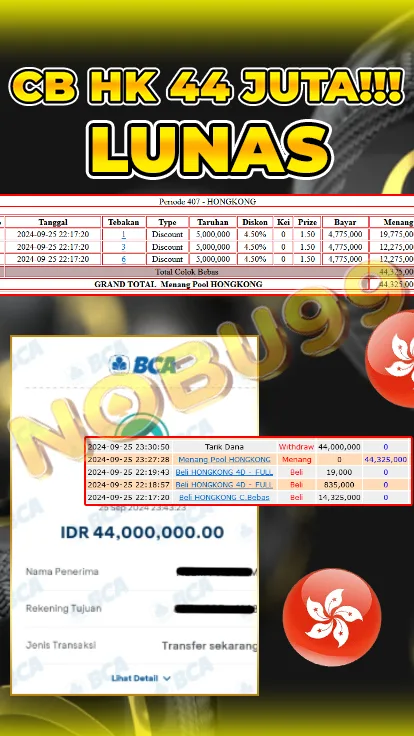 CB HK 44 JUTA!!!
LUNAS
Periode 407 - HONGKONG
Tanggal Tebakan Type Taruhan Diskon Kei Prize Bayar Menang
2024-09-25 22:17:20 1 Discount 5,000,000 4.50% 0 1.50 4,775,000 19,775,00
2024-09-25 22:17:20 3 Discount 5,000,000 4.50% 0 1.50 4,775,000 12,275,00
2024-09-25 22:17:20 6 Discount 5,000,000 4.50% 0 1.50 4,775,000 12,275,00
Total Colok Bebas 44,325,00
GRAND TOTAL Menang Pool HONGKONG 44,325,00
NOBU99
BCA
2024-09-25 23:30:50 Tarik Dana Withdraw 44,000,000 0
2024-09-25 23:27:28 Menang Pool HONGKONG Menang 0 44,325,000
2024-09-25 22:19:43 Beli HONGKONG 4D - FULL Beli 19,000 0
2024-09-25 22:18:57 Beli HONGKONG 4D - FULL Beli 835,000 0
2024-09-25 22:17:20 Beli HONGKONG C.Bebas Beli 14,325,000 0
25 Sep 2024 23:43:23
IDR 44,000,000.00
Nama Penerima
Rekening Tujuan
Jenis Transaksi Transfer sekarang
Lihat Detail